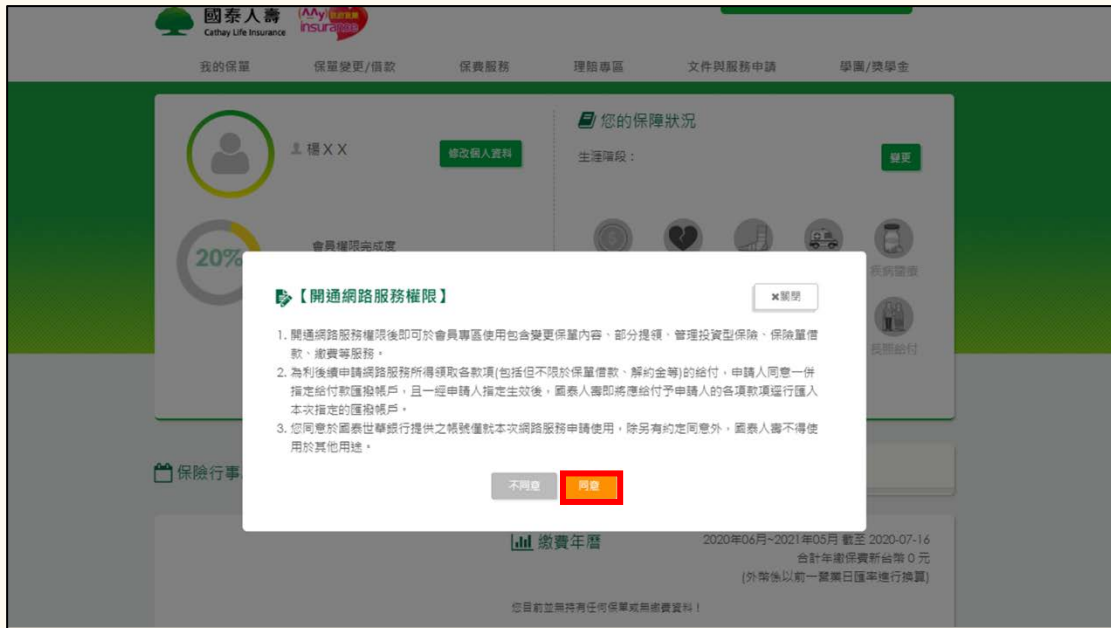 國泰人壽
Cathay Life Insurance
(My) 我的保險
insurance
我的保單 保單變更/借款 保費服務 理賠專區 文件與服務申請 學團/獎學金
楊XX
修改個人資料
您的保障狀況
生涯階段：
變更
20%
會員權限完成度
疾病醫療
長期給付
【開通網路服務權限】
×關閉
1. 開通網路服務權限後即可於會員專區使用包含變更保單內容、部分提領、管理投資型保險、保險單借
款、繳費等服務。
2. 為利後續申請網路服務所得領取各款項(包括但不限於保單借款、解約金等)的給付，申請人同意一併
指定給付款匯撥帳戶，且一經申請人指定生效後，國泰人壽即將應給付予申請人的各項款項逕行匯入
本次指定的匯撥帳戶。
3. 您同意於國泰世華銀行提供之帳號僅就本次網路服務申請使用，除另有約定同意外，國泰人壽不得使
用於其他用途。
不同意 同意
保險行事
繳費年曆
2020年06月~2021年05月 截至 2020-07-16
合計年繳保費新台幣 0 元
(外幣係以前一營業日匯率進行換算)
您目前並無持有任何保單或無繳費資料！